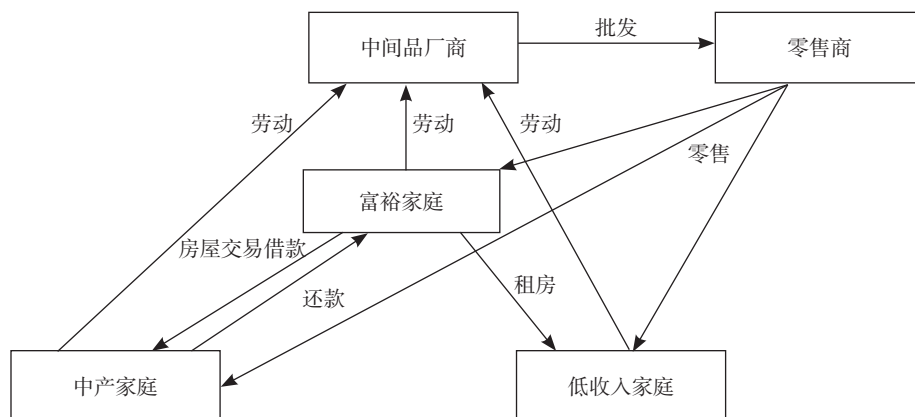 批发
中间品厂商
零售商
劳动
劳动
劳动
零售
富裕家庭
房屋交易借款
租房
还款
中产家庭
低收入家庭